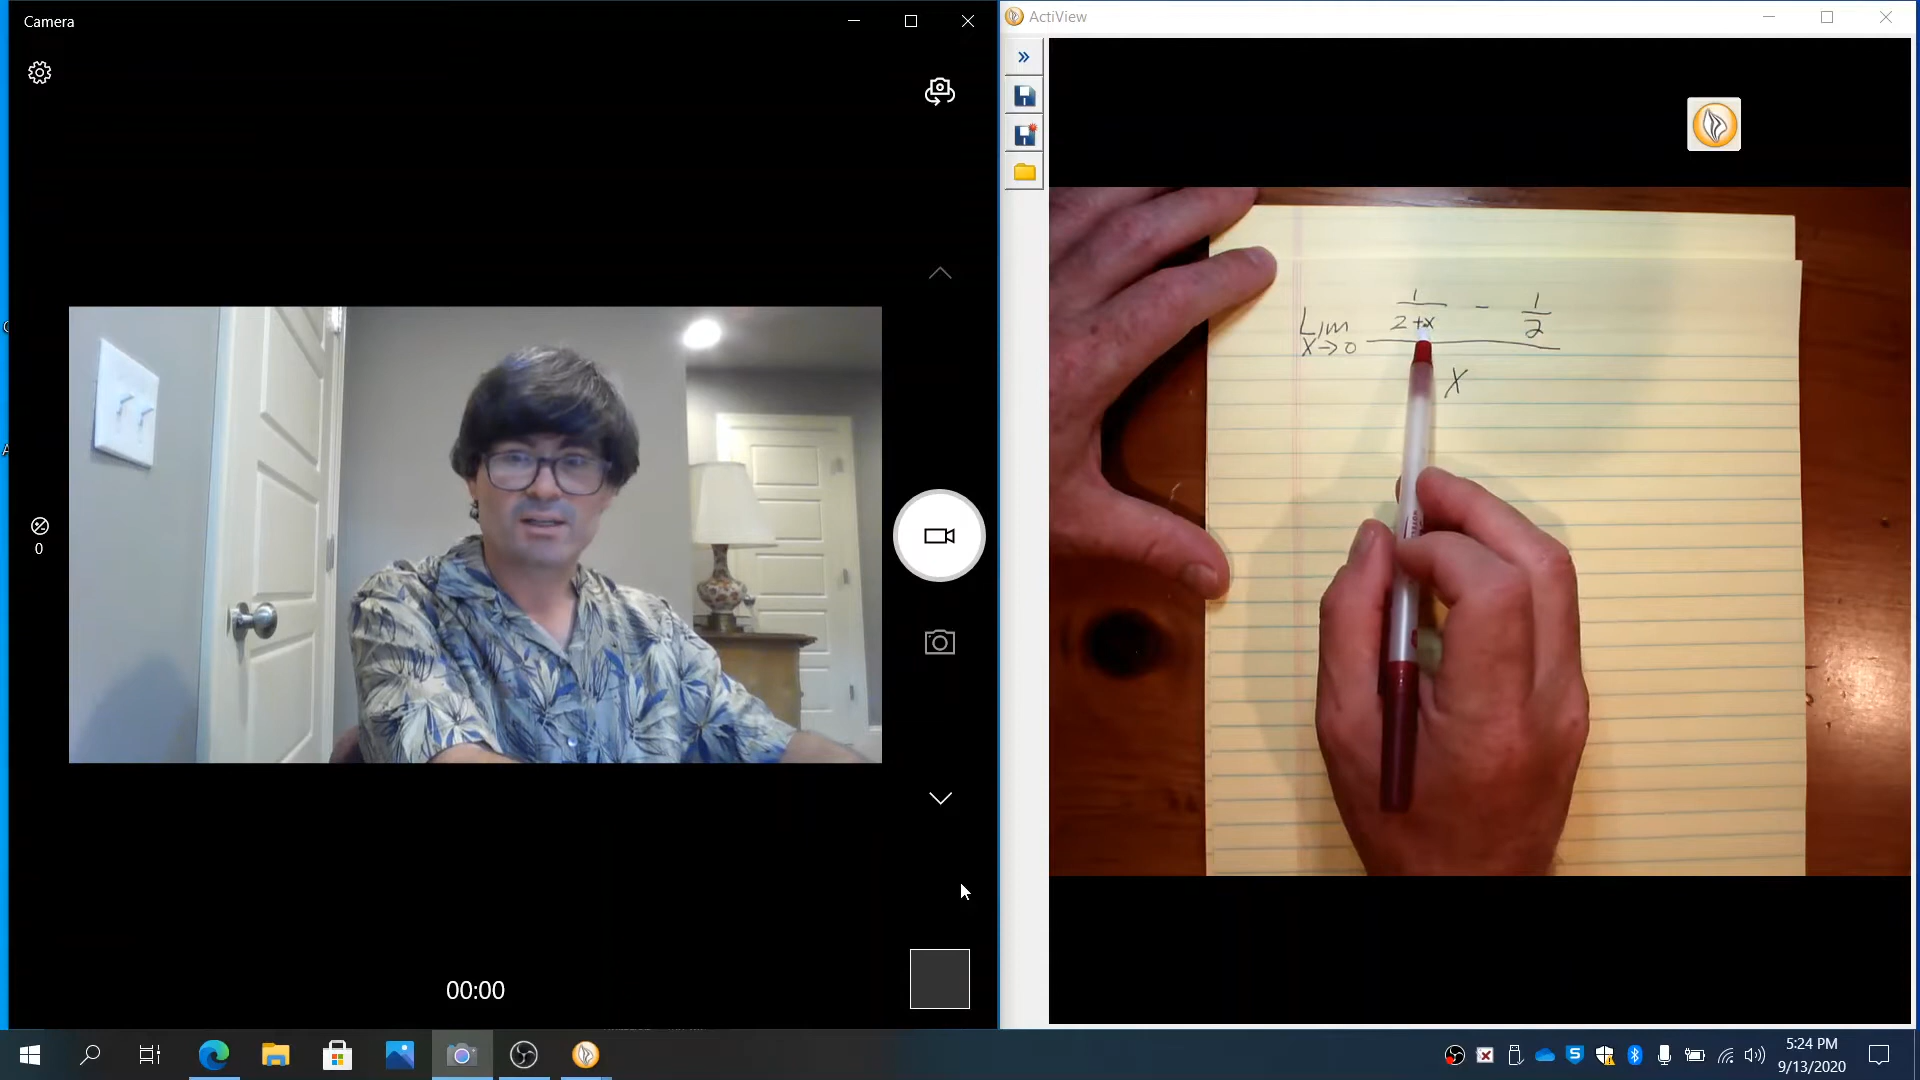 Camera
ActiView
0
1 - 1
Lim 2+x 2
X→0
X
00:00
5:24 PM
9/13/2020